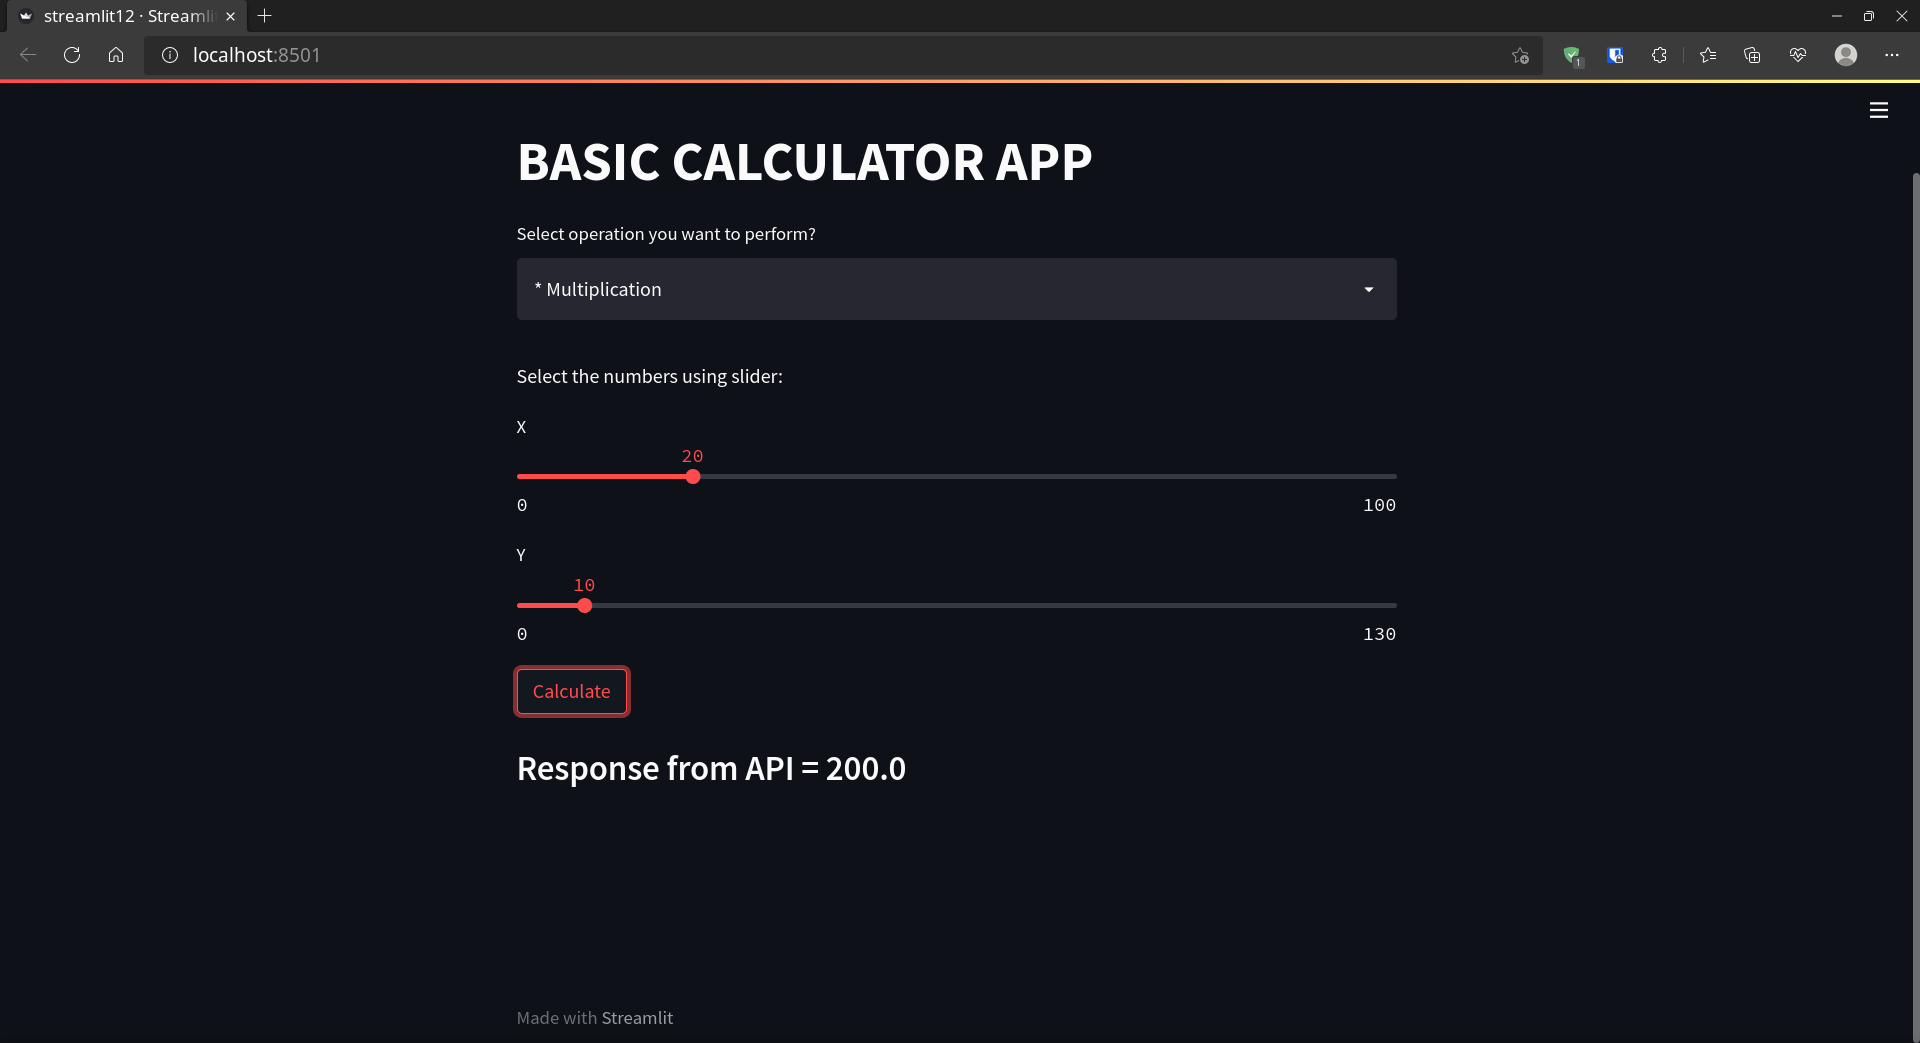 streamlit12 · Streamli
localhost:8501
1
BASIC CALCULATOR APP
Select operation you want to perform?
* Multiplication
Select the numbers using slider:
X
20
0 100
Y
10
0 130
Calculate
Response from API = 200.0
Made with Streamlit